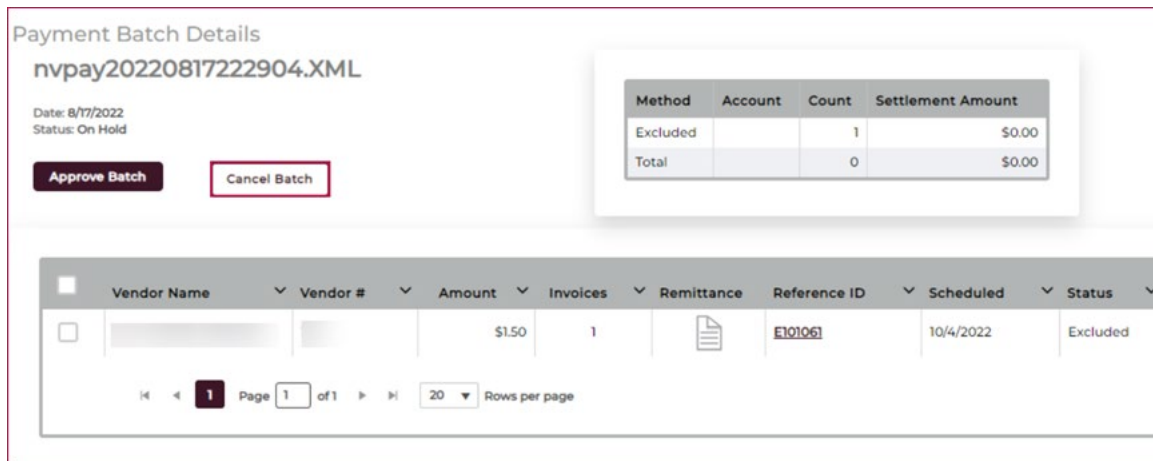 Payment Batch Details
nvpay20220817222904.XML
Date: 8/17/2022
Status: On Hold
Approve Batch Cancel Batch
Method Account Count Settlement Amount
Excluded 1 $0.00
Total 0 $0.00
Vendor Name Vendor # Amount Invoices Remittance Reference ID Scheduled Status
$1.50 1 E101061 10/4/2022 Excluded
1 Page 1 of 1 20 Rows per page